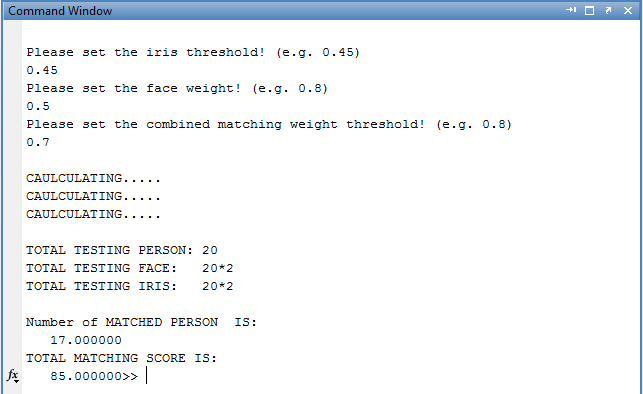 Command Window
Please set the iris threshold! (e.g. 0.45)
0.45
Please set the face weight! (e.g. 0.8)
0.5
Please set the combined matching weight threshold! (e.g. 0.8)
0.7
CAULCULATING.....
CAULCULATING.....
CAULCULATING.....
TOTAL TESTING PERSON: 20
TOTAL TESTING FACE:   20*2
TOTAL TESTING IRIS:   20*2
Number of MATCHED PERSON  IS:
17.000000
TOTAL MATCHING SCORE IS:
fx 85.000000>>